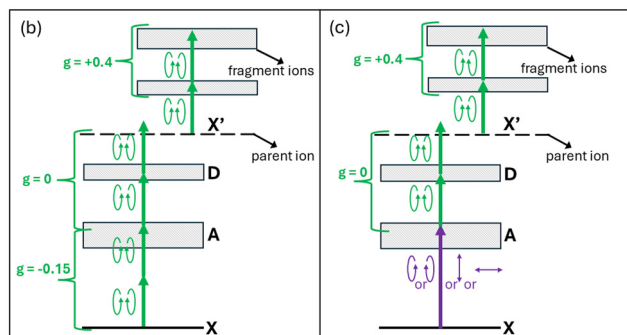 (b)
g = +0.4
fragment ions
X'
parent ion
g = 0
D
A
g = -0.15
X
(c)
g = +0.4
fragment ions
X'
parent ion
g = 0
D
A
or or or
X